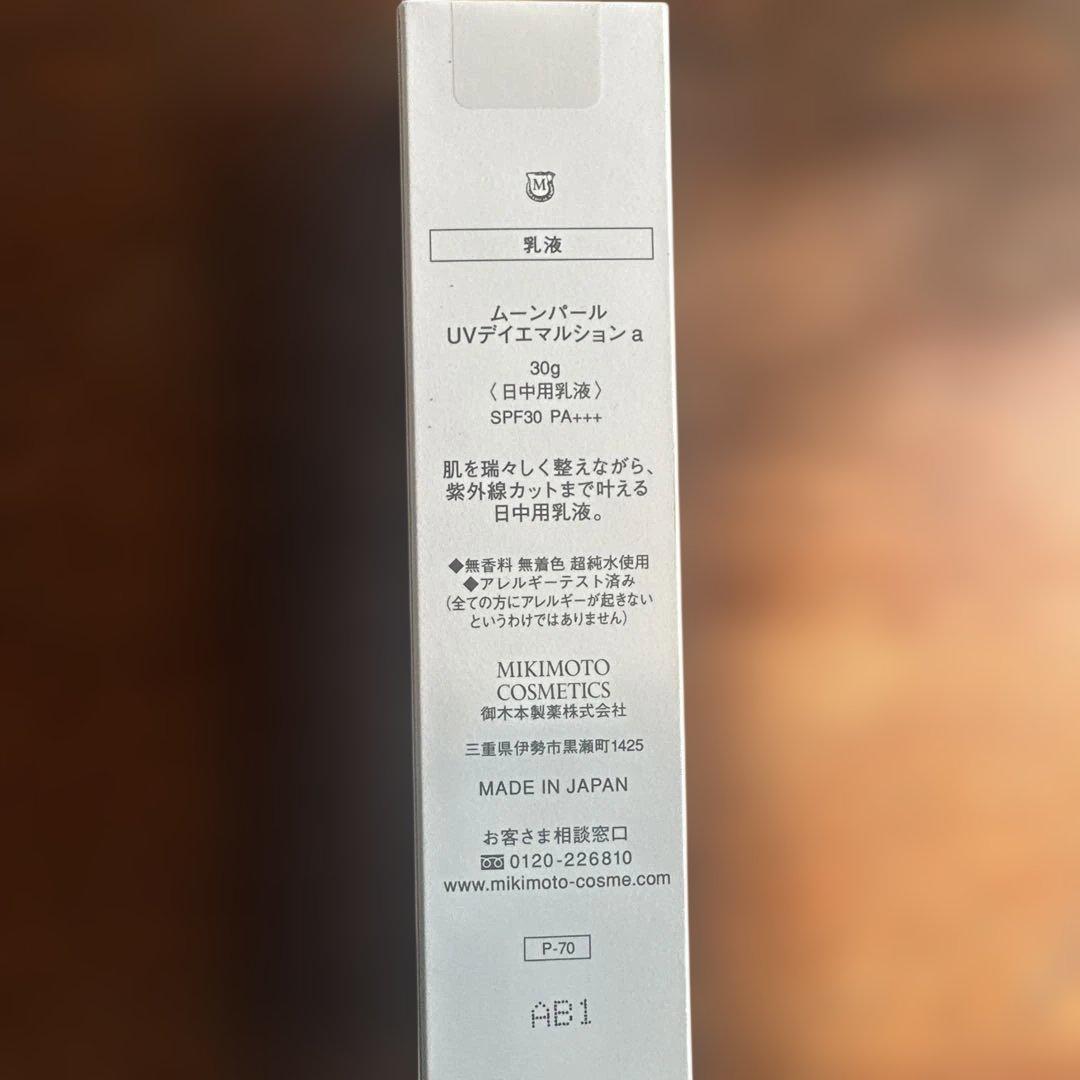 M
乳液
ムーンパール
UVデイエマルション a
30g
〈日中用乳液〉
SPF30 PA+++
肌を瑞々しく整えながら、
紫外線カットまで叶える
日中用乳液。
◆無香料 無着色 超純水使用
◆アレルギーテスト済み
(全ての方にアレルギーが起きない
というわけではありません)
MIKIMOTO
COSMETICS
御木本製薬株式会社
三重県伊勢市黒瀬町1425
MADE IN JAPAN
お客さま相談窓口
0120-226810
www.mikimoto-cosme.com
P-70
AB1